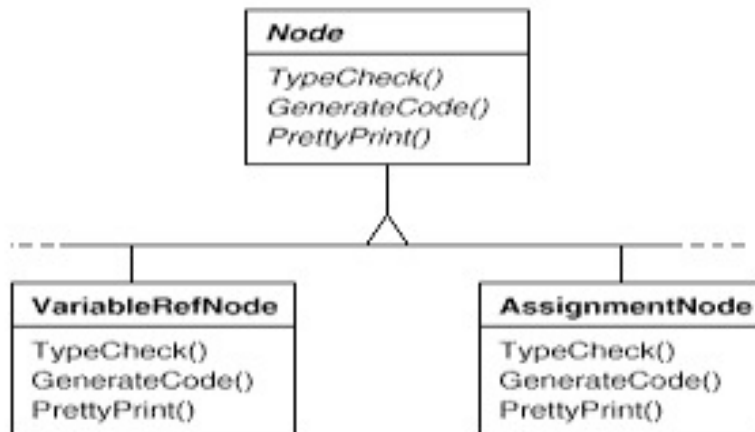 Node
TypeCheck()
GenerateCode()
PrettyPrint()
VariableRefNode
TypeCheck()
GenerateCode()
PrettyPrint()
AssignmentNode
TypeCheck()
GenerateCode()
PrettyPrint()